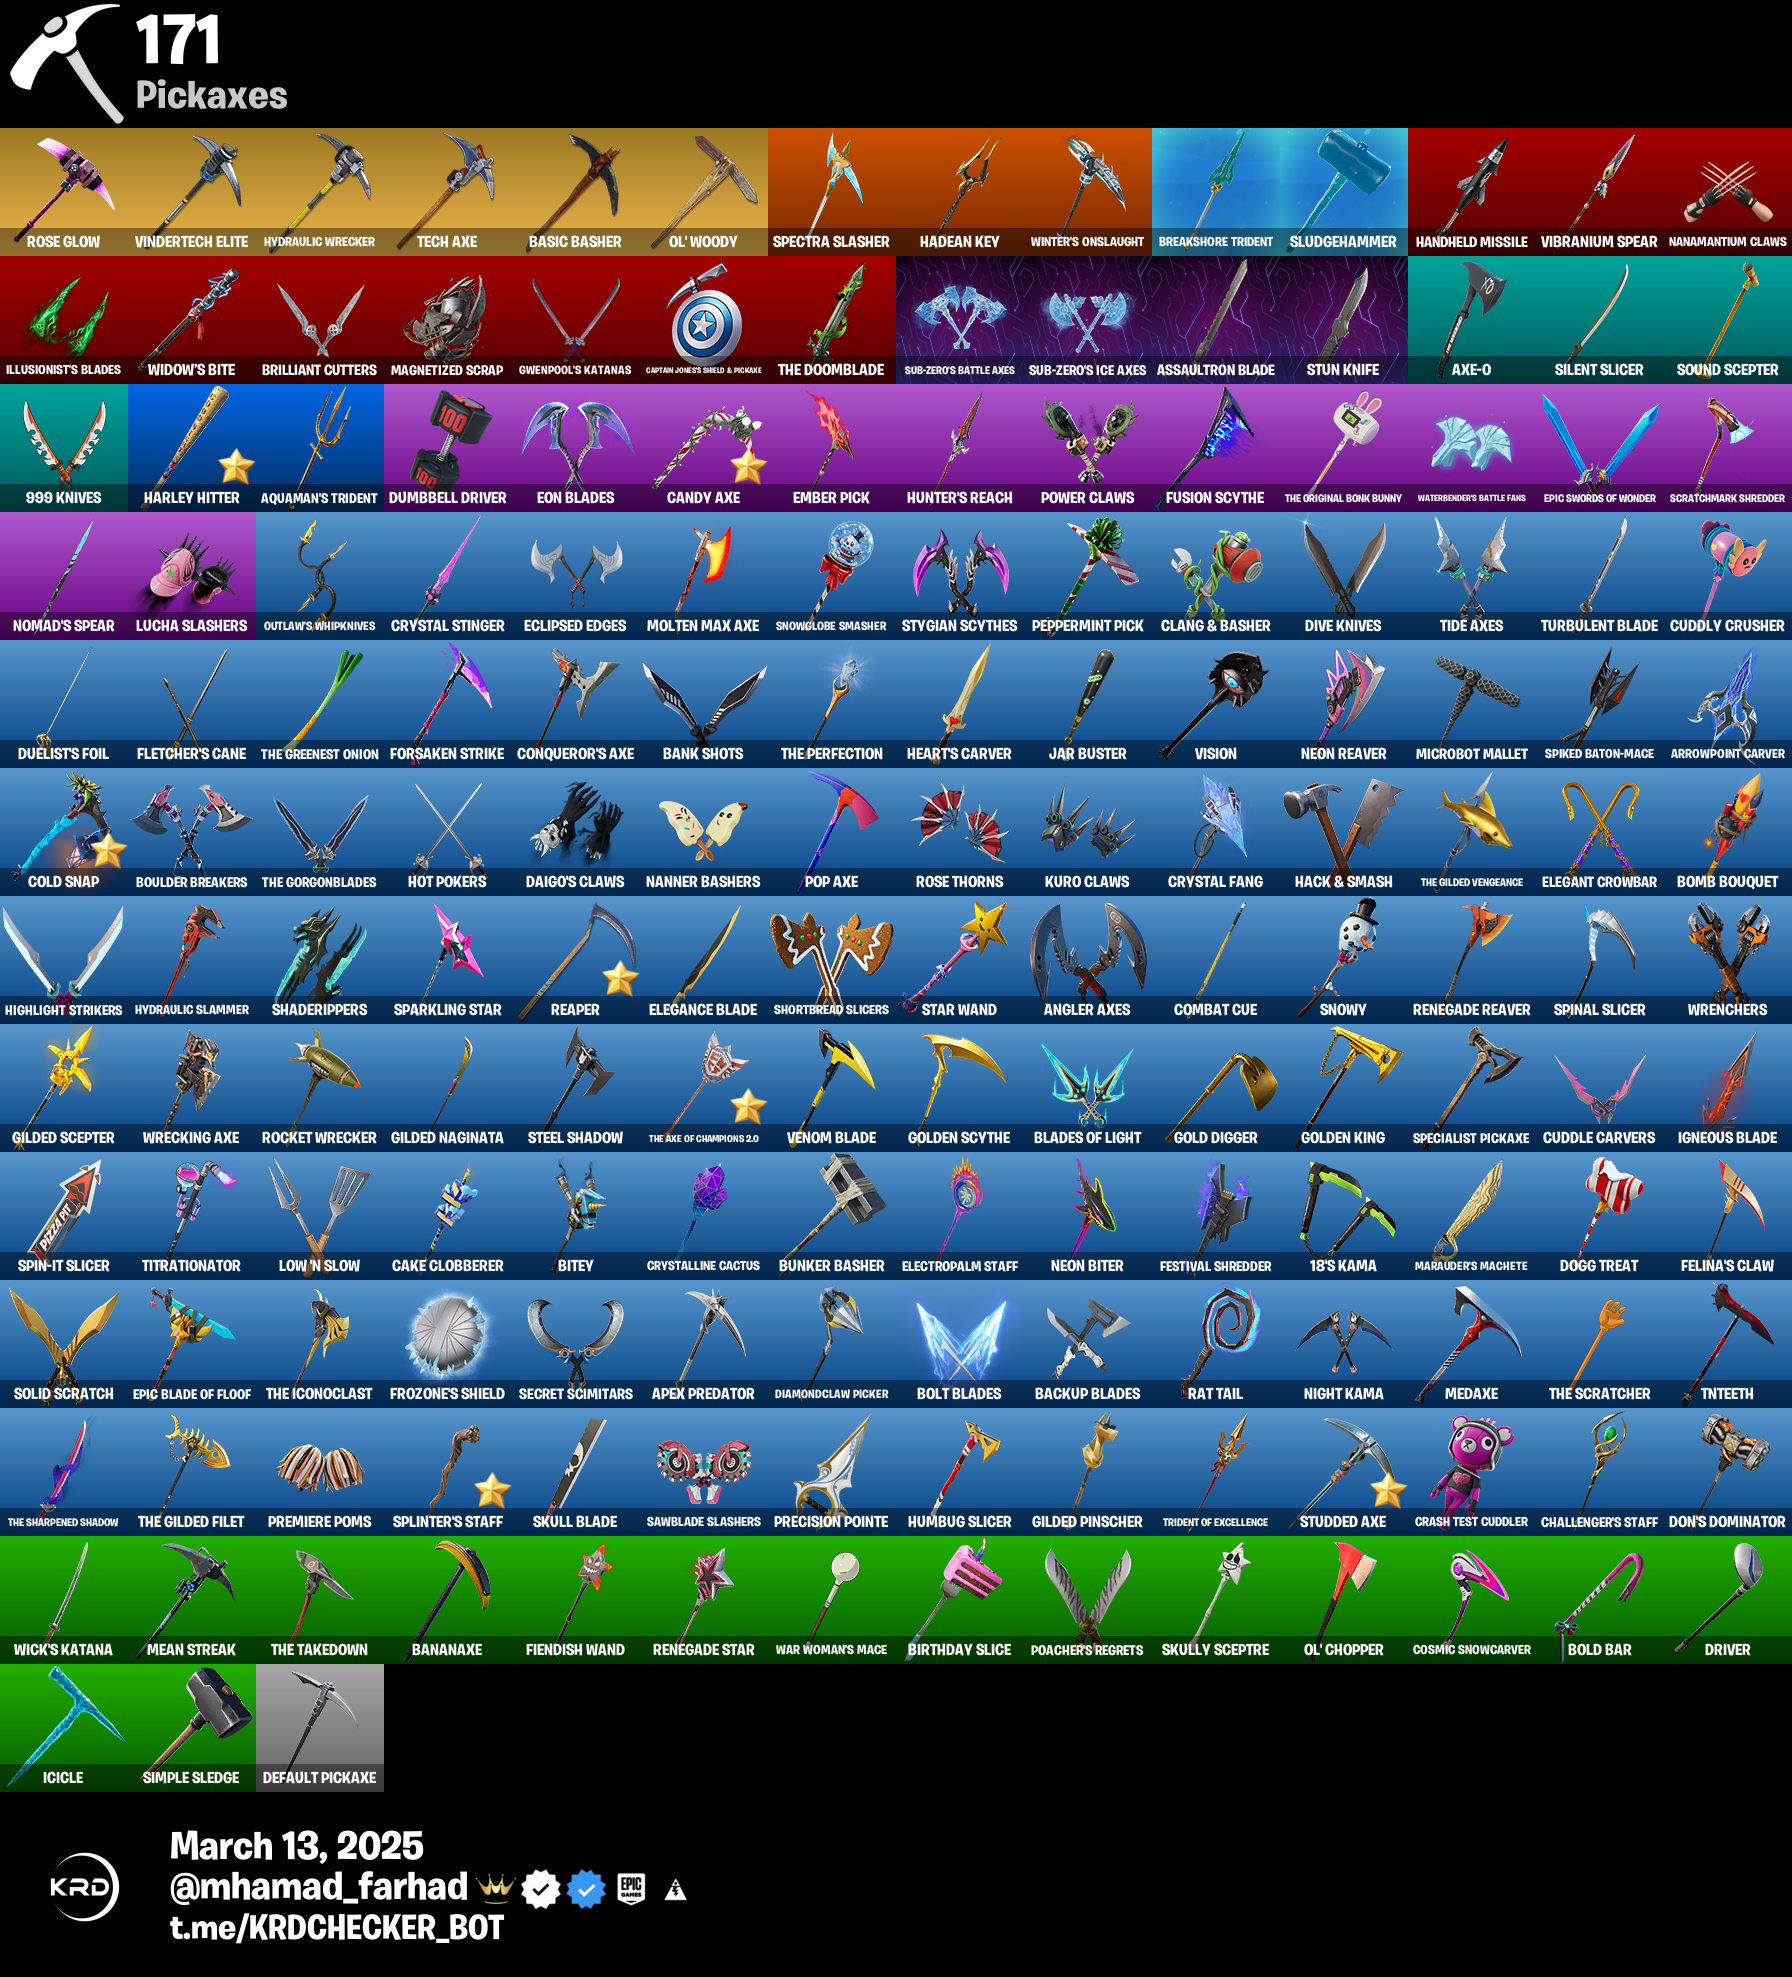 171
Pickaxes
ROSE GLOW VINDERTECH ELITE HYDRAULIC WRECKER TECH AXE BASIC BASHER OL' WOODY SPECTRA SLASHER HADEAN KEY WINTER'S ONSLAUGHT BREAKSHORE TRIDENT SLUDGEHAMMER HANDHELD MISSILE VIBRANIUM SPEAR NANAMANTIUM CLAWS
ILLUSIONIST'S BLADES WIDOW'S BITE BRILLIANT CUTTERS MAGNETIZED SCRAP GWENPOOL'S KATANAS CAPTAIN JONES'S SHIELD & PICKAXE THE DOOMBLADE SUB-ZERO'S BATTLE AXES SUB-ZERO'S ICE AXES ASSAULTRON BLADE STUN KNIFE AXE-O SILENT SLICER SOUND SCEPTER
100
100
999 KNIVES HARLEY HITTER AQUAMAN'S TRIDENT DUMBBELL DRIVER EON BLADES CANDY AXE EMBER PICK HUNTER'S REACH POWER CLAWS FUSION SCYTHE THE ORIGINAL BONK BUNNY WATERBENDER'S BATTLE FANS EPIC SWORDS OF WONDER SCRATCHMARK SHREDDER
NOMAD'S SPEAR LUCHA SLASHERS OUTLAW'S WHIPKNIVES CRYSTAL STINGER ECLIPSED EDGES MOLTEN MAX AXE SNOWGLOBE SMASHER STYGIAN SCYTHES PEPPERMINT PICK CLANG & BASHER DIVE KNIVES TIDE AXES TURBULENT BLADE CUDDLY CRUSHER
DUELIST'S FOIL FLETCHER'S CANE THE GREENEST ONION FORSAKEN STRIKE CONQUEROR'S AXE BANK SHOTS THE PERFECTION HEART'S CARVER JAR BUSTER VISION NEON REAVER MICROBOT MALLET SPIKED BATON-MACE ARROWPOINT CARVER
COLD SNAP BOULDER BREAKERS THE GORGONBLADES HOT POKERS DAIGO'S CLAWS NANNER BASHERS POP AXE ROSE THORNS KURO CLAWS CRYSTAL FANG HACK & SMASH THE GILDED VENGEANCE ELEGANT CROWBAR BOMB BOUQUET
HIGHLIGHT STRIKERS HYDRAULIC SLAMMER SHADERIPPERS SPARKLING STAR REAPER ELEGANCE BLADE SHORTBREAD SLICERS STAR WAND ANGLER AXES COMBAT CUE SNOWY RENEGADE REAVER SPINAL SLICER WRENCHERS
GILDED SCEPTER WRECKING AXE ROCKET WRECKER GILDED NAGINATA STEEL SHADOW THE AXE OF CHAMPIONS 2.0 VENOM BLADE GOLDEN SCYTHE BLADES OF LIGHT GOLD DIGGER GOLDEN KING SPECIALIST PICKAXE CUDDLE CARVERS IGNEOUS BLADE
PIZZA PIT
SPIN-IT SLICER TITRATIONATOR LOW 'N SLOW CAKE CLOBBERER BITEY CRYSTALLINE CACTUS BUNKER BASHER ELECTROPALM STAFF NEON BITER FESTIVAL SHREDDER 18'S KAMA MARAUDER'S MACHETE DOGG TREAT FELINA'S CLAW
SOLID SCRATCH EPIC BLADE OF FLOOF THE ICONOCLAST FROZONE'S SHIELD SECRET SCIMITARS APEX PREDATOR DIAMONDCLAW PICKER BOLT BLADES BACKUP BLADES RAT TAIL NIGHT KAMA MEDAXE THE SCRATCHER TNTEETH
THE SHARPENED SHADOW THE GILDED FILET PREMIERE POMS SPLINTER'S STAFF SKULL BLADE SAWBLADE SLASHERS PRECISION POINTE HUMBUG SLICER GILDED PINSCHER TRIDENT OF EXCELLENCE STUDDED AXE CRASH TEST CUDDLER CHALLENGER'S STAFF DON'S DOMINATOR
WICK'S KATANA MEAN STREAK THE TAKEDOWN BANANAXE FIENDISH WAND RENEGADE STAR WAR WOMAN'S MACE BIRTHDAY SLICE POACHER'S REGRETS SKULLY SCEPTRE OL' CHOPPER COSMIC SNOWCARVER BOLD BAR DRIVER
ICICLE SIMPLE SLEDGE DEFAULT PICKAXE
KRD
March 13, 2025
@mhamad_farhad
EPIC
GAMES
t.me/KRDCHECKER_BOT